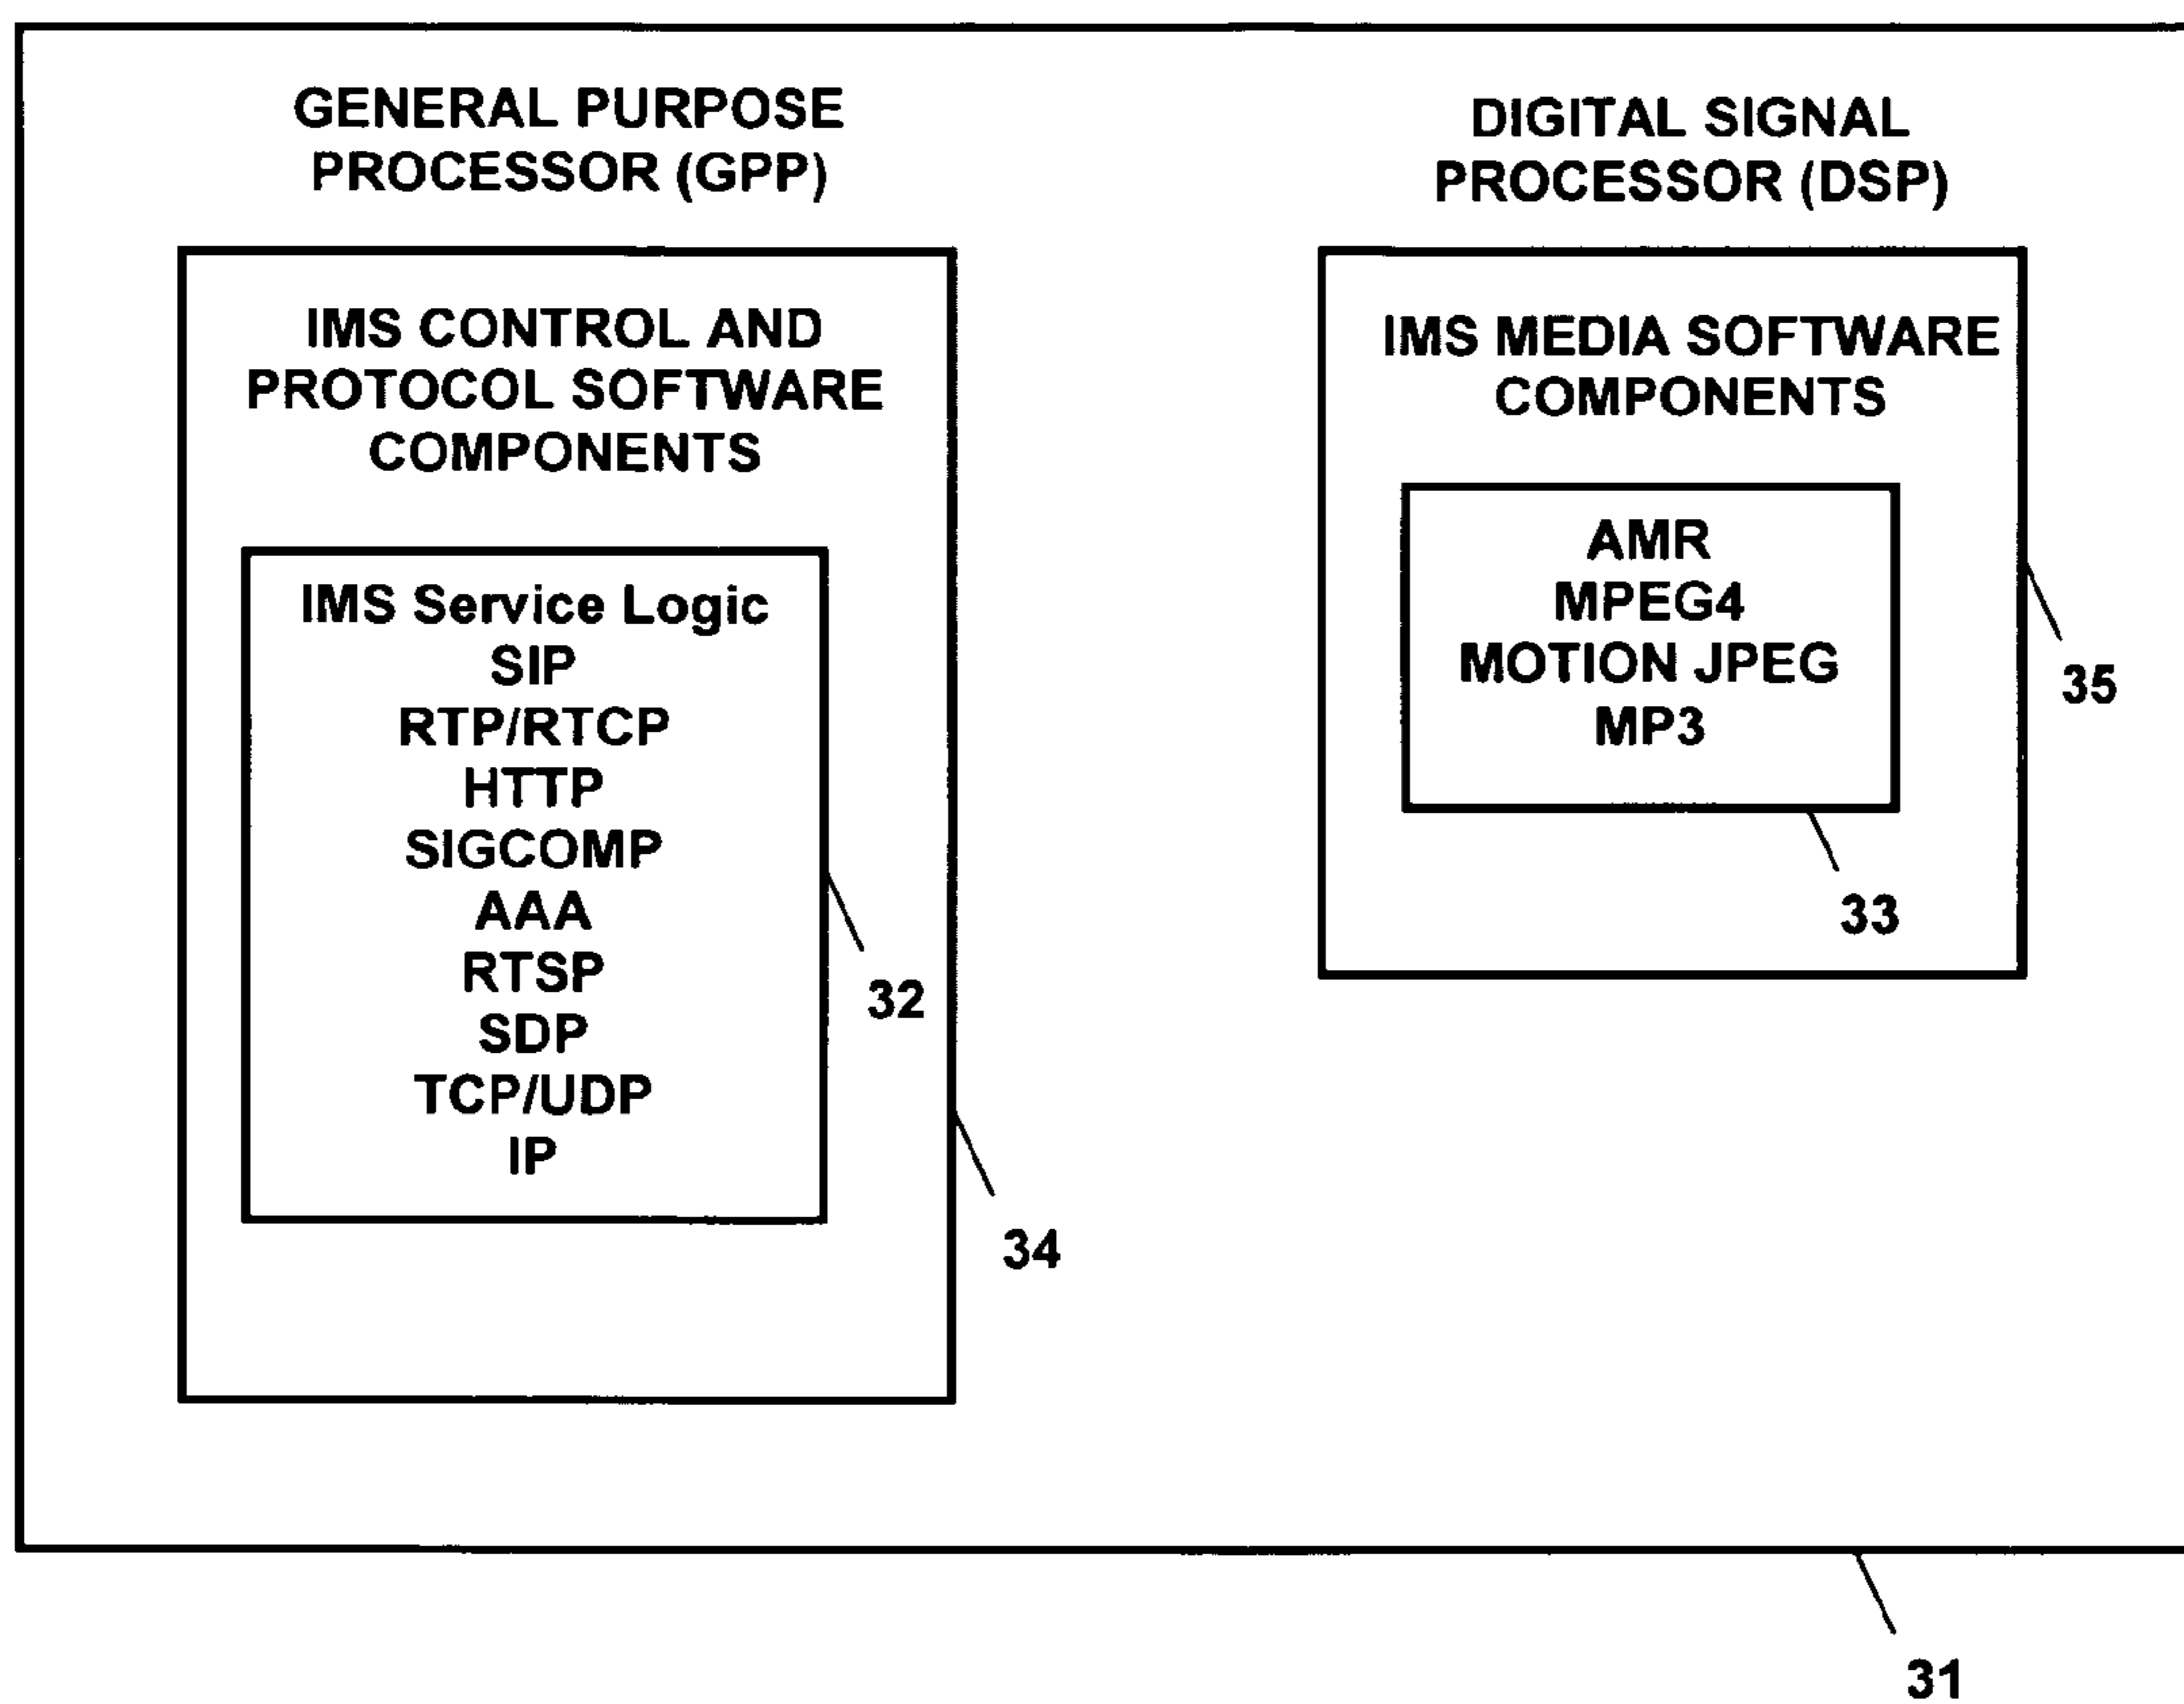 GENERAL PURPOSE
PROCESSOR (GPP)
IMS CONTROL AND
PROTOCOL SOFTWARE
COMPONENTS
IMS Service Logic
SIP
RTP/RTCP
HTTP
SIGCOMP
AAA
RTSP
SDP
TCP/UDP
IP
32
34
DIGITAL SIGNAL
PROCESSOR (DSP)
IMS MEDIA SOFTWARE
COMPONENTS
AMR
MPEG4
MOTION JPEG
MP3
35
33
31